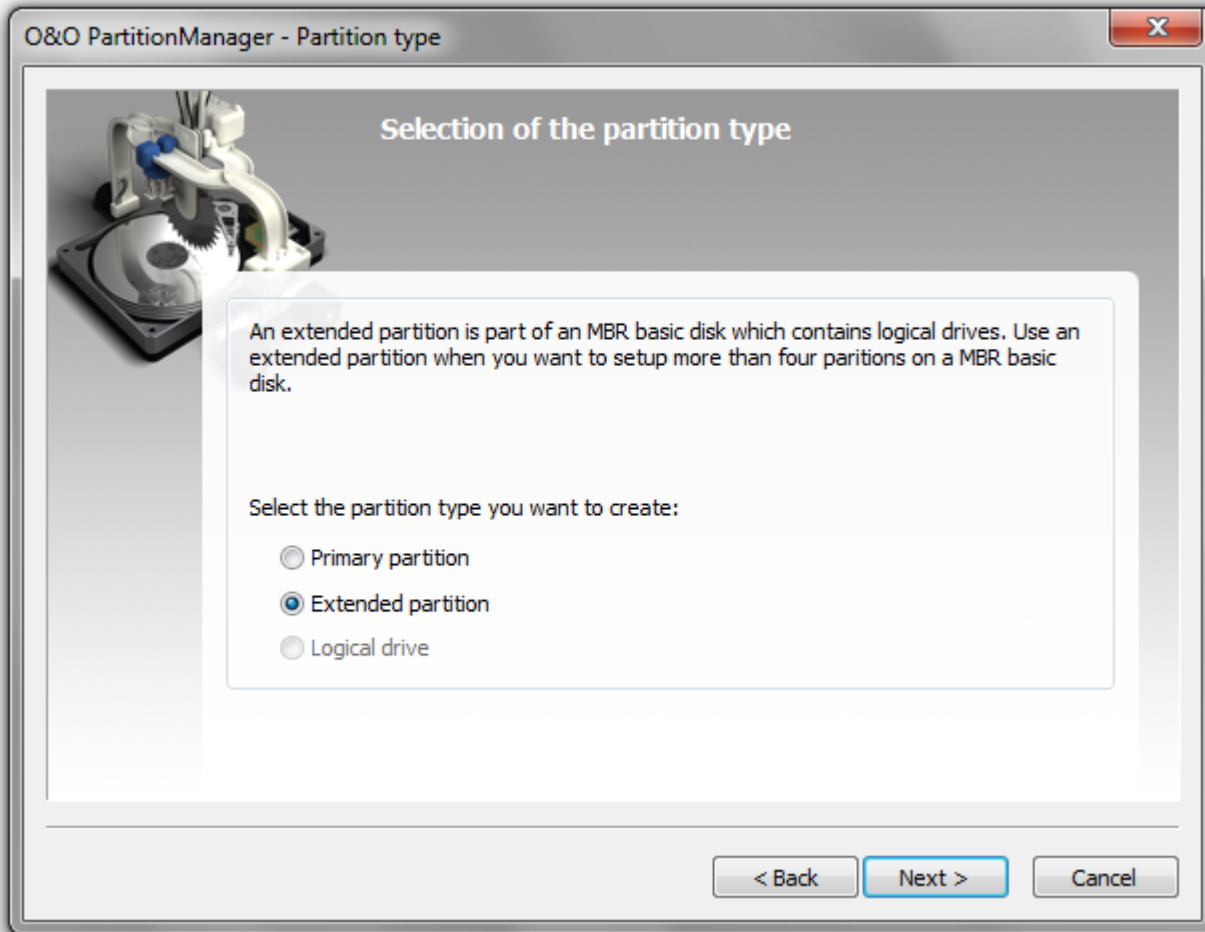 O&O PartitionManager - Partition type
Selection of the partition type
An extended partition is part of an MBR basic disk which contains logical drives. Use an
extended partition when you want to setup more than four paritions on a MBR basic
disk.
Select the partition type you want to create:
Primary partition
Extended partition
Logical drive
< Back
Next >
Cancel